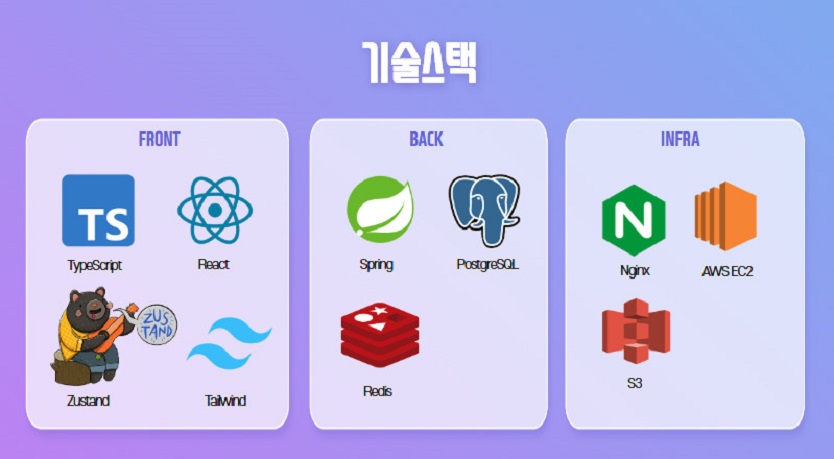 기술스택
FRONT
TS
TypeScript
React
ZUS
TAND
Zustand
Tailwind
BACK
Spring
PostgreSQL
Redis
INFRA
N
Nginx
AWS EC2
S3